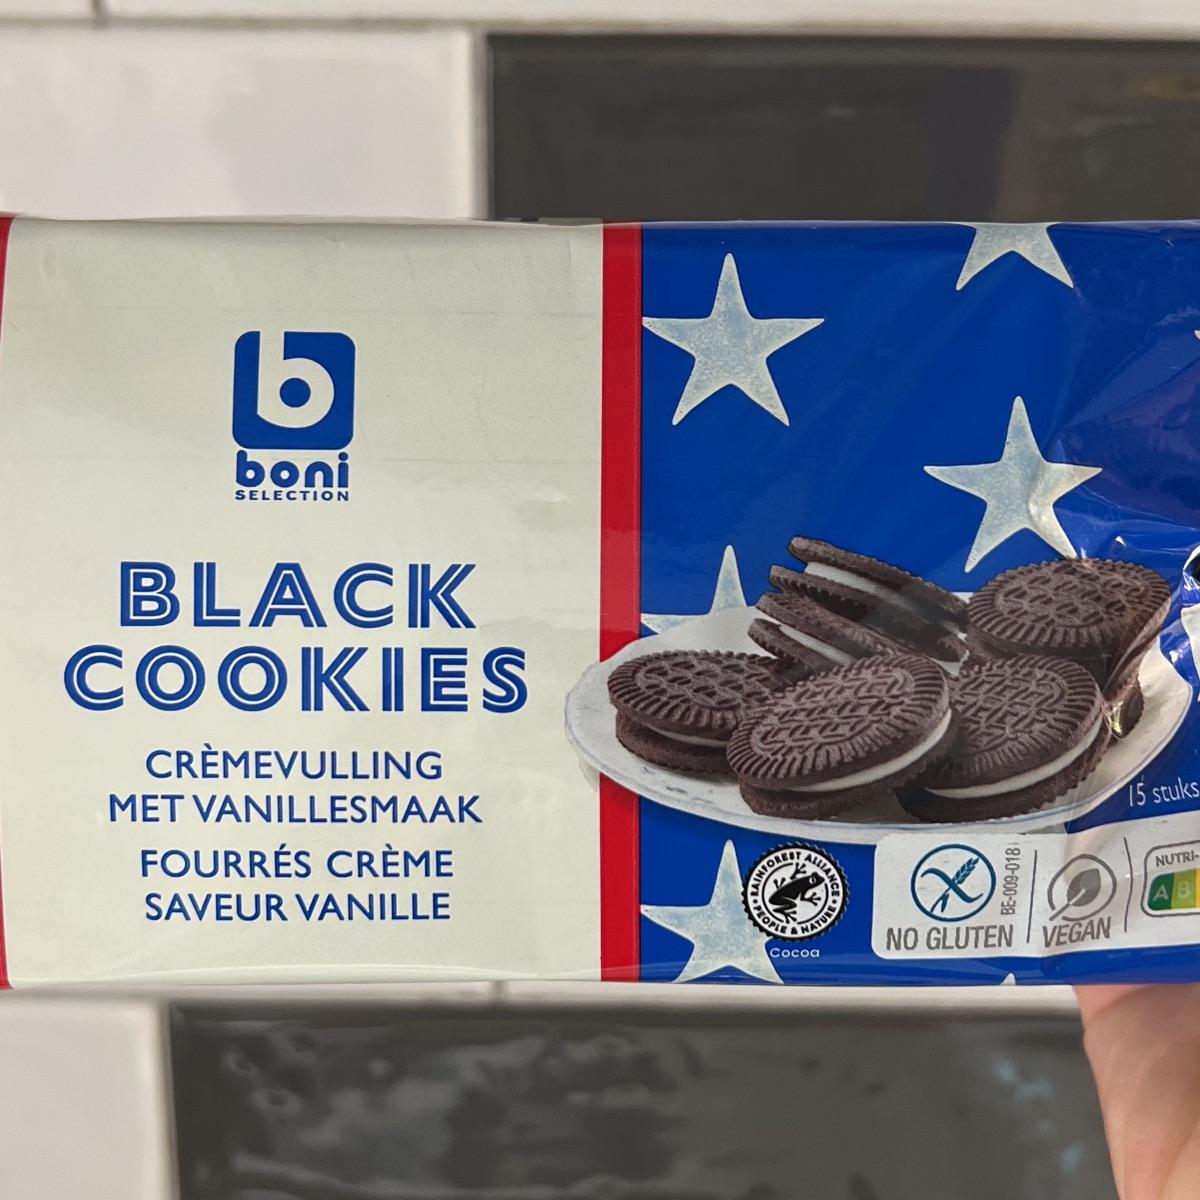 b
boni
SELECTION
BLACK
COOKIES
CRÈMEVULLING
MET VANILLESMAAK
FOURRÉS CRÈME
SAVEUR VANILLE
15 stuks
RAINFOREST ALLIANCE
PEOPLE & NATURE
Cocoa
NO GLUTEN
BE-009-018
VEGAN
NUTRI-
A B